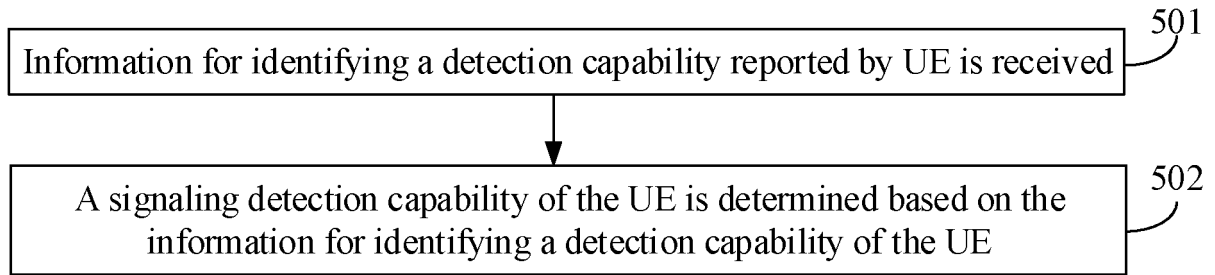 501
Information for identifying a detection capability reported by UE is received
502
A signaling detection capability of the UE is determined based on the
information for identifying a detection capability of the UE